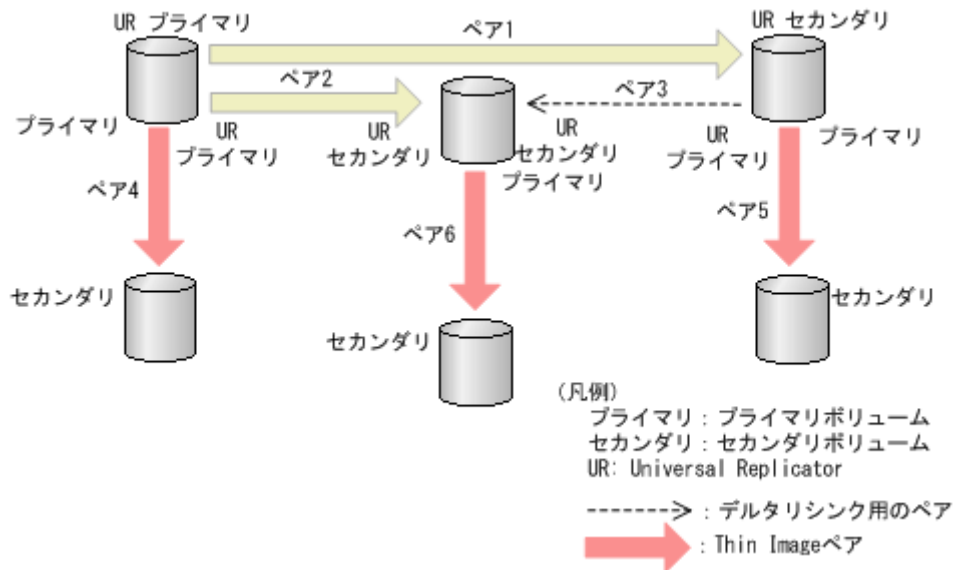 UR プライマリ
ペア1
UR セカンダリ
ペア2
ペア3
プライマリ
UR
プライマリ
UR
セカンダリ
UR
セカンダリ
プライマリ
UR
プライマリ
プライマリ
ペア4
ペア6
ペア5
セカンダリ
セカンダリ
セカンダリ
(凡例)
プライマリ：プライマリボリューム
セカンダリ：セカンダリボリューム
UR: Universal Replicator
：デルタリシンク用のペア
：Thin Imageペア